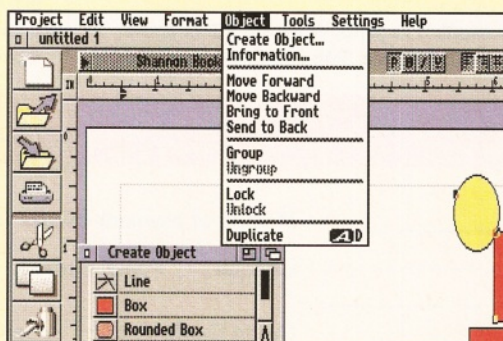 Project Edit View Format Object Tools Settings Help
untitled 1
Shannon Book
P B I U
IN
Create Object...
Information...
Move Forward
Move Backward
Bring to Front
Send to Back
Group
Ungroup
Lock
Unlock
Duplicate A D
Create Object
Line
Box
Rounded Box